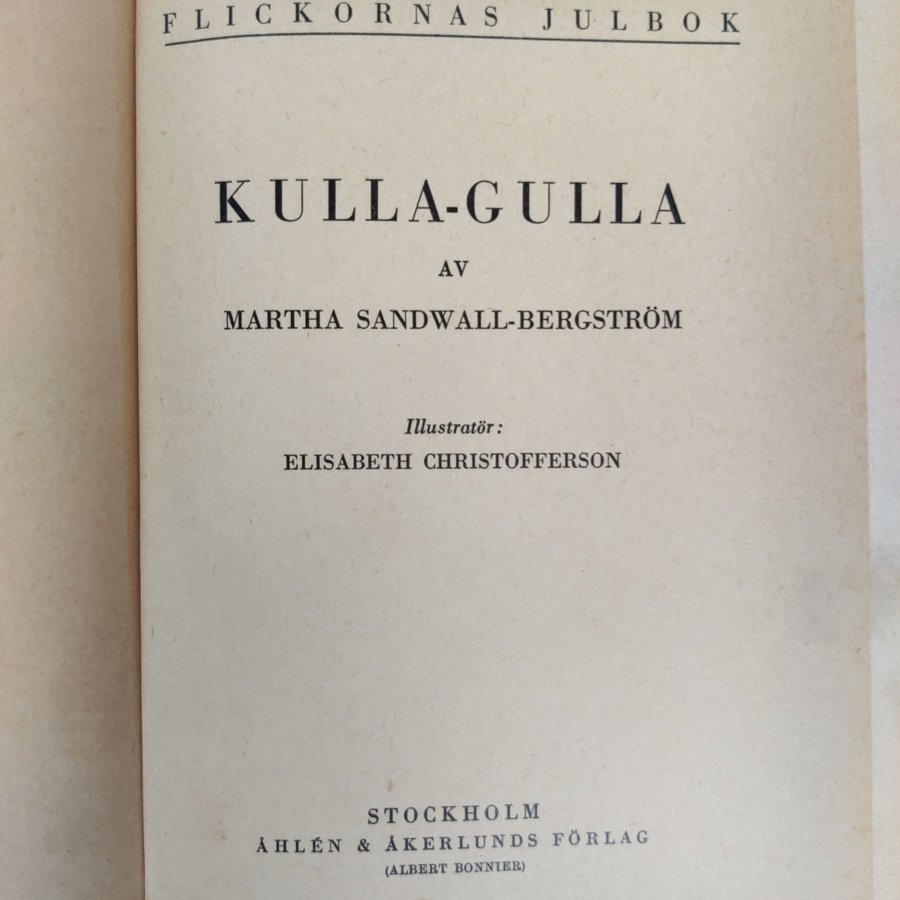 FLICKORNAS JULBOK
KULLA-GULLA
AV
MARTHA SANDWALL-BERGSTRÖM
Illustratör:
ELISABETH CHRISTOFFERSON
STOCKHOLM
ÅHLÉN & ÅKERLUNDS FÖRLAG
(ALBERT BONNIER)